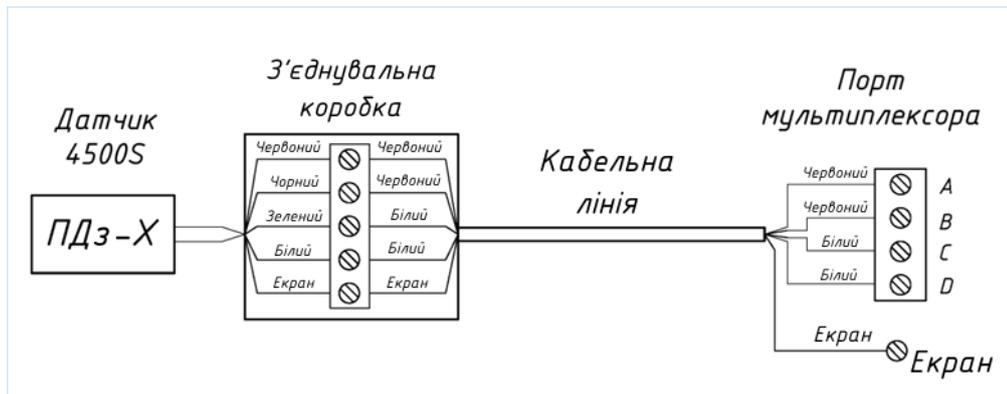 Датчик
4500S
ПДз-Х
З'єднувальна
коробка
Червоний
Чорний
Зелений
Білий
Екран
Червоний
Червоний
Білий
Білий
Екран
Кабельна
лінія
Порт
мультиплексора
Червоний
A
Червоний
B
Білий
C
Білий
D
Екран
Екран